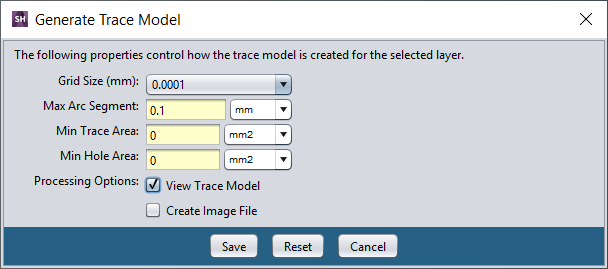 SH Generate Trace Model
The following properties control how the trace model is created for the selected layer.
Grid Size (mm): 0.0001
Max Arc Segment: 0.1 mm
Min Trace Area: 0 mm2
Min Hole Area: 0 mm2
Processing Options: View Trace Model
Create Image File
Save Reset Cancel